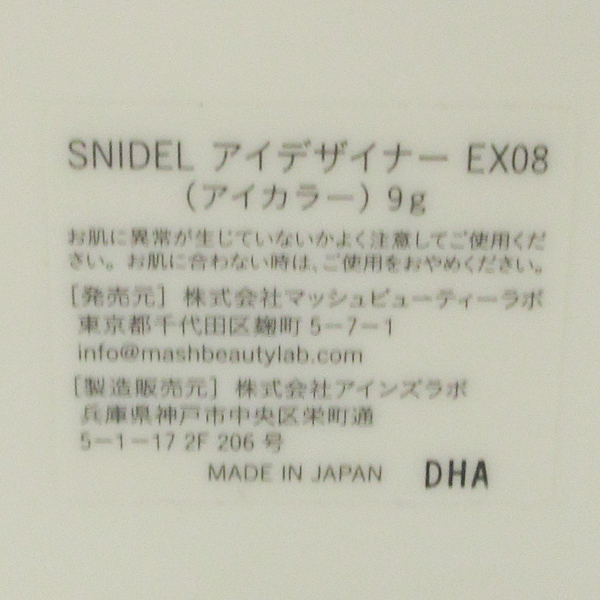 SNIDEL アイデザイナー EX08
（アイカラー）9g
お肌に異常が生じていないかよく注意してご使用くだ
さい。お肌に合わない時は、ご使用をおやめください。
［発売元］株式会社マッシュビューティーラボ
東京都千代田区麹町 5-7-1
info@mashbeautylab.com
［製造販売元］株式会社アインズラボ
兵庫県神戸市中央区栄町通
5-1-17 2F 206 号
MADE IN JAPAN DHA